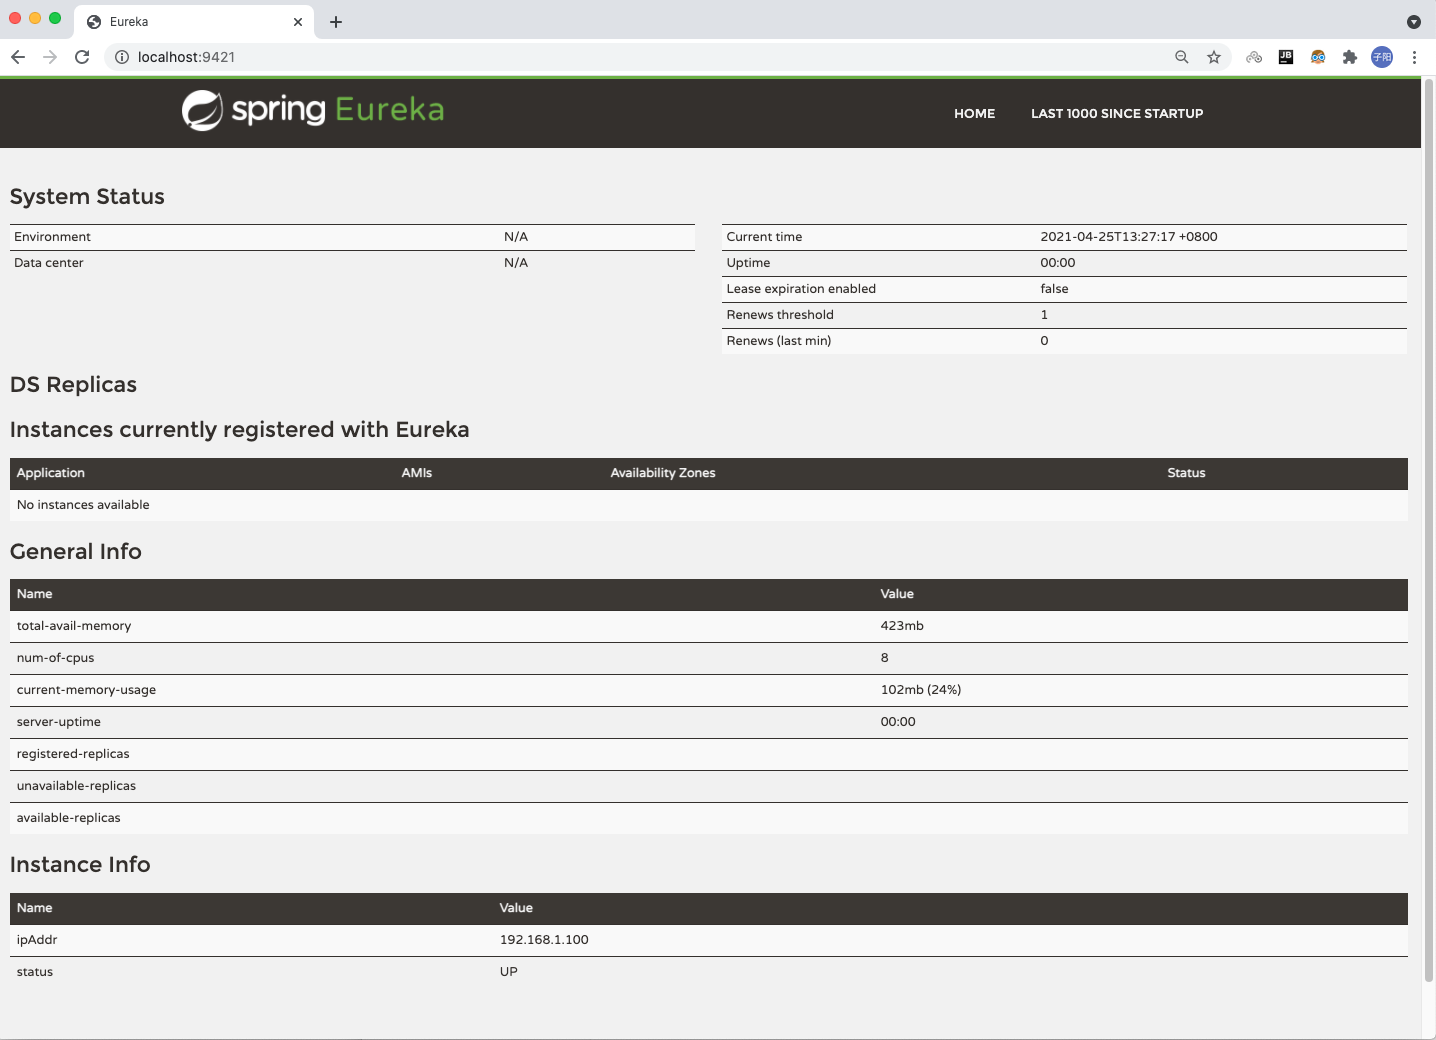 Eureka
localhost:9421
JB
子阳
spring Eureka
HOME LAST 1000 SINCE STARTUP
System Status
Environment N/A
Data center N/A
Current time 2021-04-25T13:27:17 +0800
Uptime 00:00
Lease expiration enabled false
Renews threshold 1
Renews (last min) 0
DS Replicas
Instances currently registered with Eureka
Application AMIs Availability Zones Status
No instances available
General Info
Name Value
total-avail-memory 423mb
num-of-cpus 8
current-memory-usage 102mb (24%)
server-uptime 00:00
registered-replicas
unavailable-replicas
available-replicas
Instance Info
Name Value
ipAddr 192.168.1.100
status UP